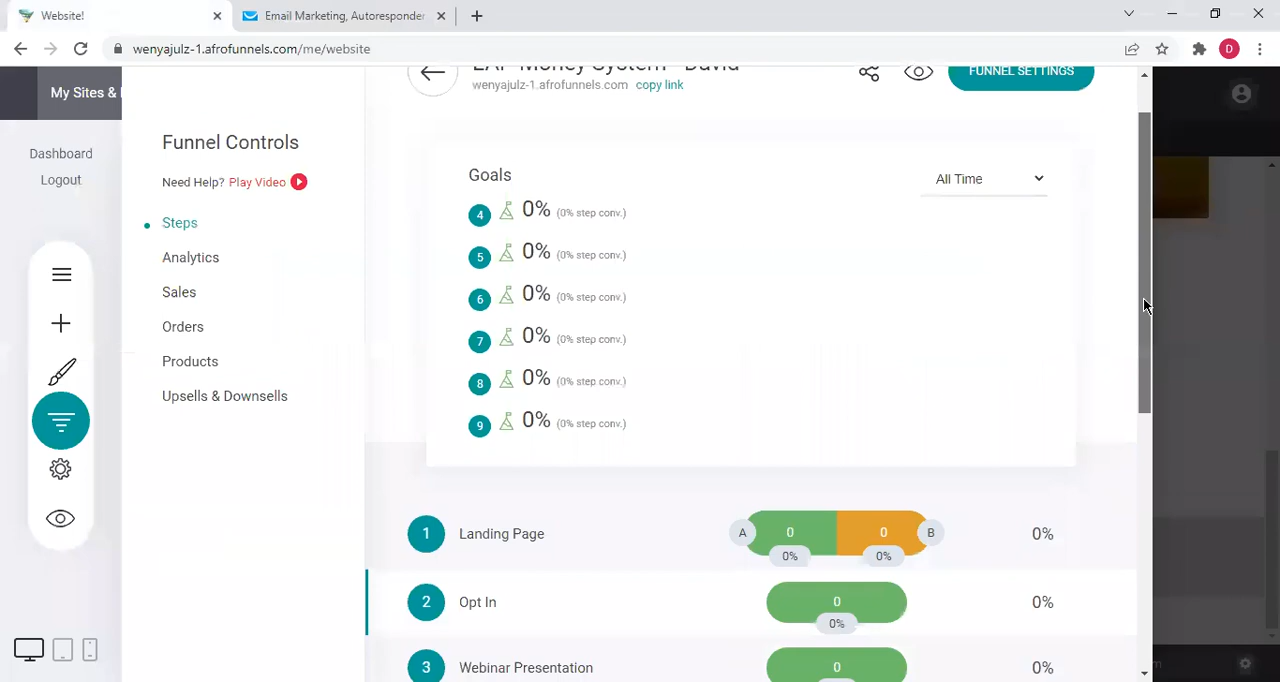 Website!
Email Marketing, Autoresponder
wenyajulz-1.afrofunnels.com/me/website
D
My Sites &
Dashboard
Logout
Funnel Controls
Need Help? Play Video
Steps
Analytics
Sales
Orders
Products
Upsells & Downsells
Money System - David
wenyajulz-1.afrofunnels.com copy link
FUNNEL SETTINGS
Goals
All Time
4 0% (0% step conv.)
5 0% (0% step conv.)
6 0% (0% step conv.)
7 0% (0% step conv.)
8 0% (0% step conv.)
9 0% (0% step conv.)
1 Landing Page A 0 0% 0 0% B 0%
2 Opt In 0 0% 0%
3 Webinar Presentation 0 0%